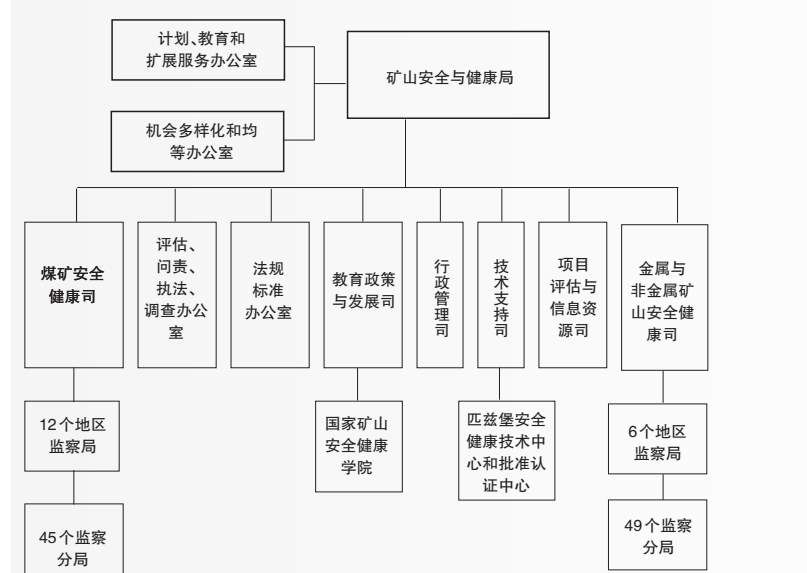 计划、教育和
扩展服务办公室
矿山安全与健康局
机会多样化和均
等办公室
煤矿安全
健康司
评估、
问责、
执法、
调查办公
室
法规
标准
办公室
教育政策
与发展司
行政管理司
技术支持司
项目
评估与
信息资
源司
金属与
非金属矿
山安全健
康司
12个地区
监察局
国家矿山
安全健康
学院
匹兹堡安全
健康技术中
心和批准认
证中心
6个地区
监察局
45个监察
分局
49个监察
分局